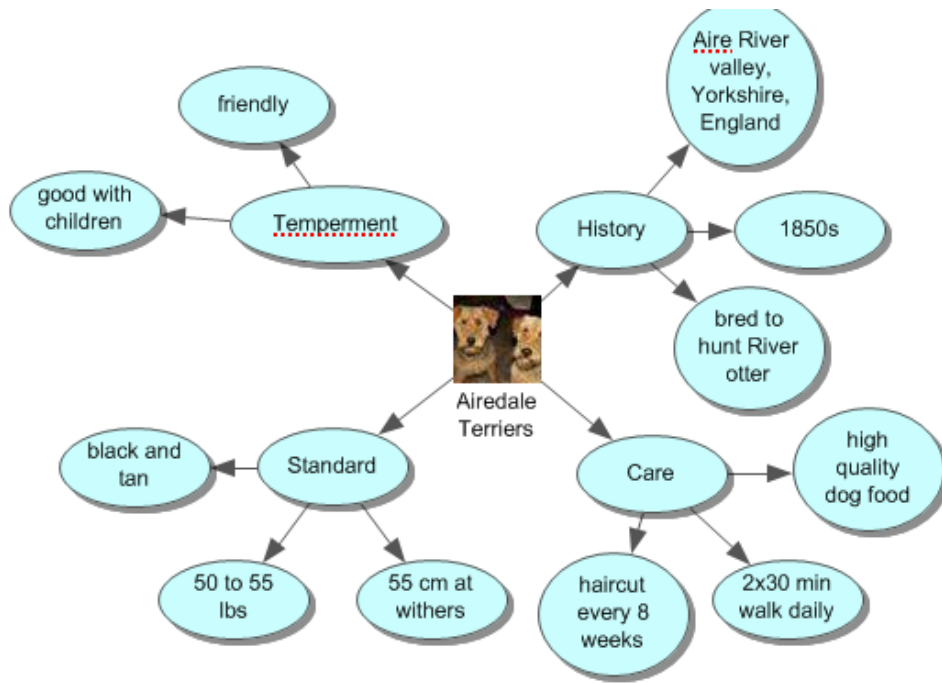 Aire River
valley,
Yorkshire,
England
friendly
good with
children
Temperment
History
1850s
bred to
hunt River
otter
Airedale
Terriers
black and
tan
Standard
Care
high
quality
dog food
50 to 55
lbs
55 cm at
withers
haircut
every 8
weeks
2x30 min
walk daily